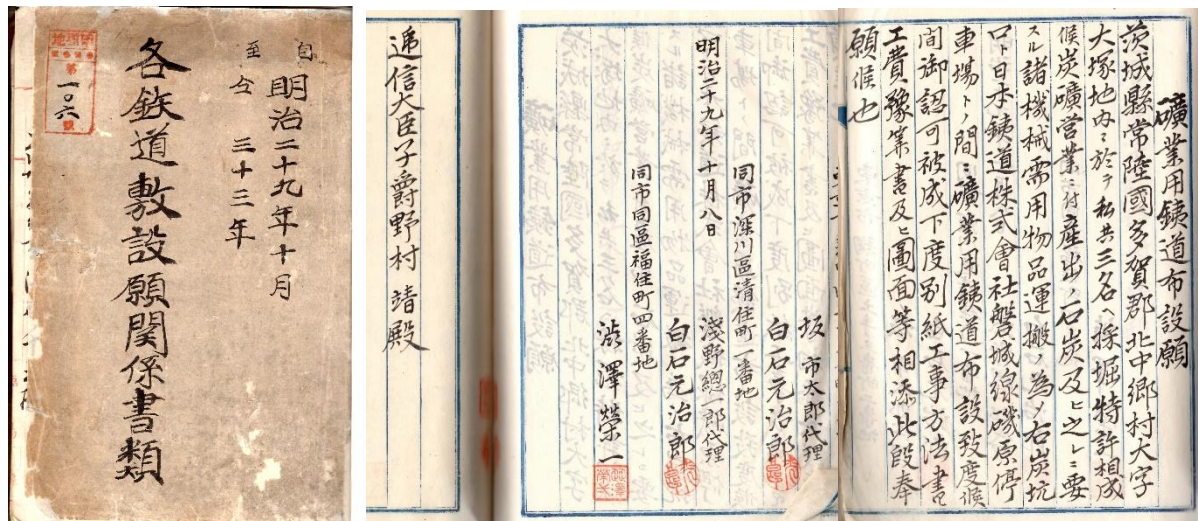 自明治二十九年十月
至仝三十三年
各鉄道敷設願関係書類
第
一〇六
號
礦業用銕道布設願
茨城縣常陸國多賀郡北中郷村大字
大塚地内ニ於テ私共三名ヘ採掘特許相成
候炭礦営業ニ付産出ノ石炭及ヒ之レニ要
スル諸機械需用物品運搬ノ為メ右炭坑
口ト日本銕道株式會社磐城線磯原停
車場トノ間ニ礦業用銕道布設致度候
間御認可被成下度別紙工事方法書
工費豫算書及ヒ圖面等相添此段奉
願候也
坂市太郎代理
白石元治郎
同市深川區清住町一番地
淺野總一郎代理
白石元治郎
明治二十九年十月八日
同市同區福住町四番地
澁澤榮一
逓信大臣子爵野村靖殿